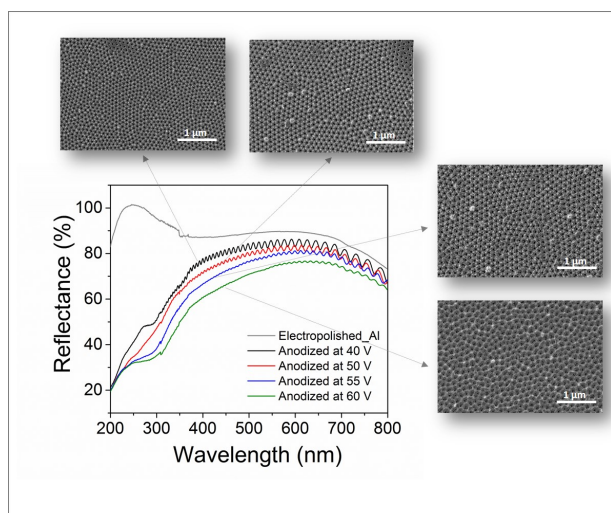 1 µm
1 µm
1 µm
1 µm
Reflectance (%)
100
80
60
40
20
Electropolished_Al
Anodized at 40 V
Anodized at 50 V
Anodized at 55 V
Anodized at 60 V
200 300 400 500 600 700 800
Wavelength (nm)